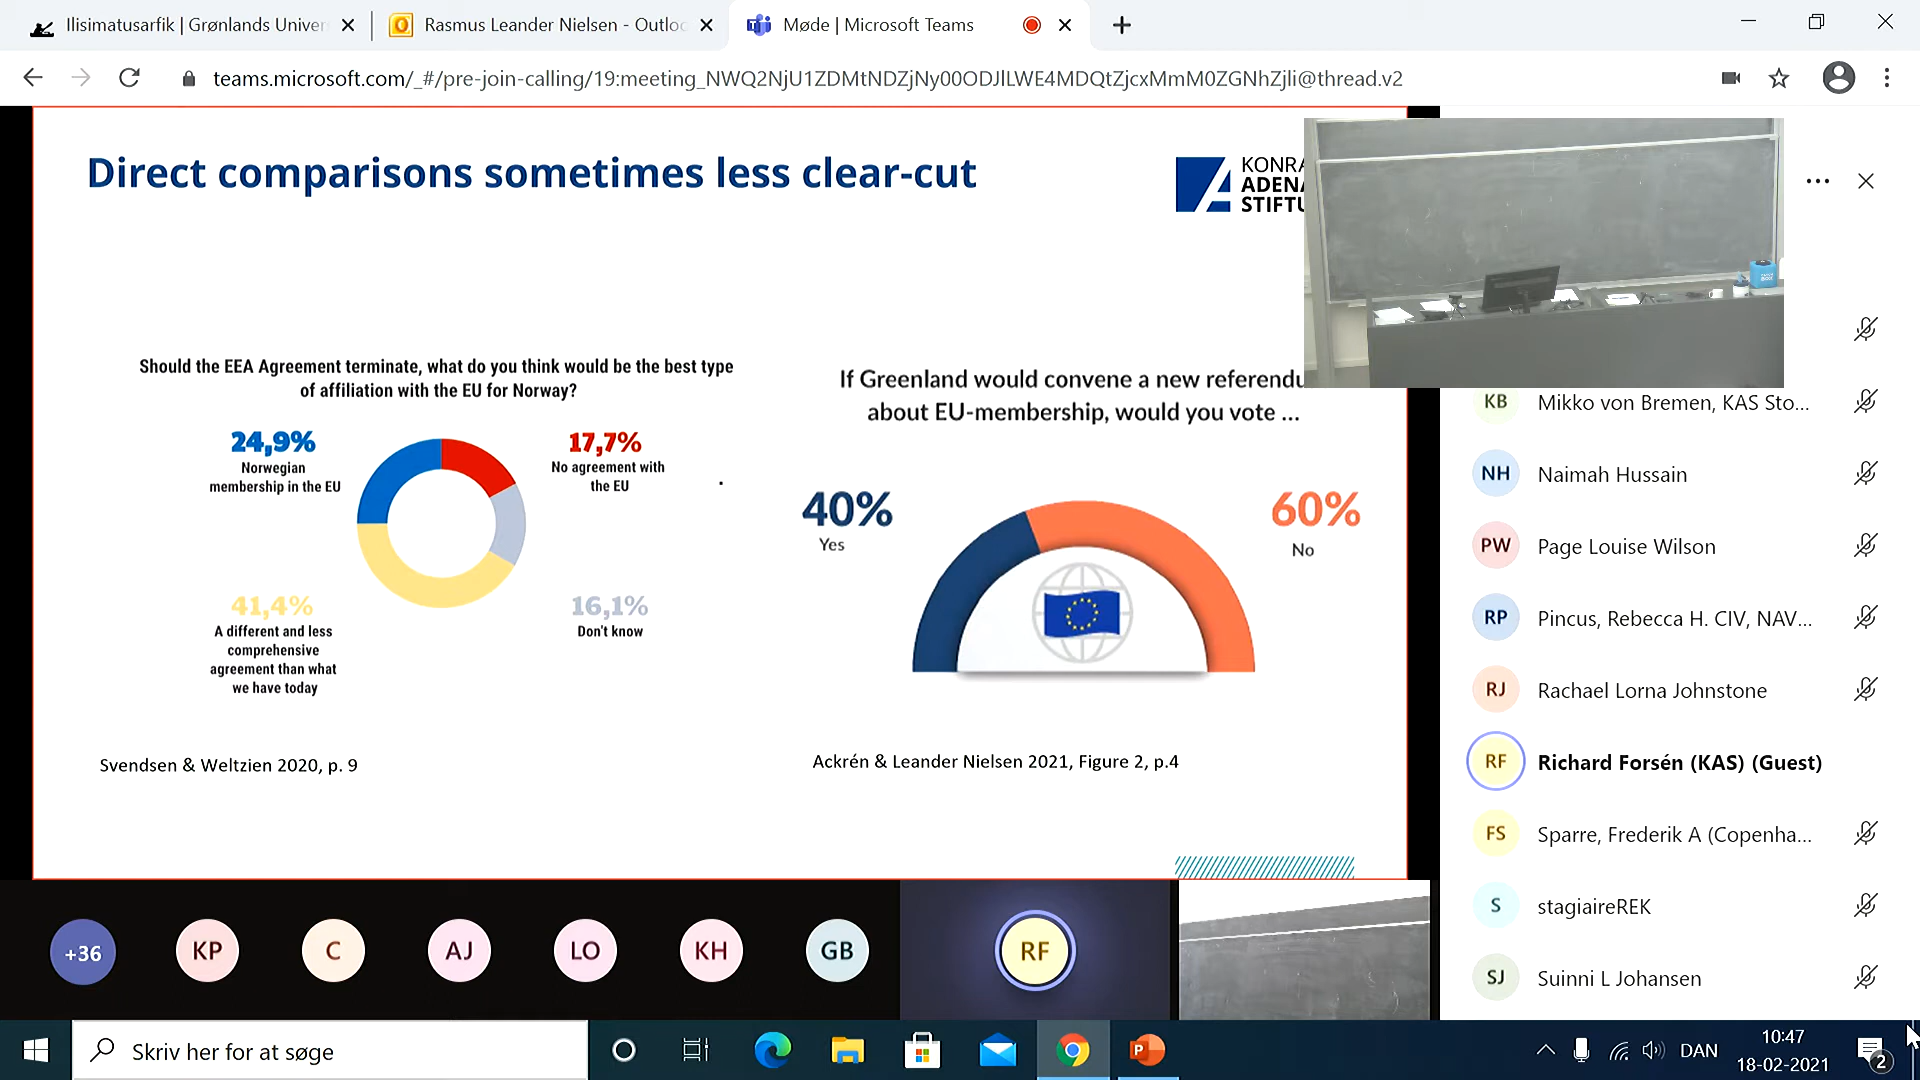 Ilisimatusarfik | Grønlands Univer
Rasmus Leander Nielsen - Outloo
Møde | Microsoft Teams
teams.microsoft.com/_#/pre-join-calling/19:meeting_NWQ2NjU1ZDMtNDZjNy00ODJlLWE4MDQtZjcxMmM0ZGNhZjli@thread.v2
Direct comparisons sometimes less clear-cut
KONRA
ADENA
STIFTU
Should the EEA Agreement terminate, what do you think would be the best type
of affiliation with the EU for Norway?
24,9%
Norwegian
membership in the EU
17,7%
No agreement with
the EU
41,4%
A different and less
comprehensive
agreement than what
we have today
16,1%
Don't know
Svendsen & Weltzien 2020, p. 9
If Greenland would convene a new referendu
about EU-membership, would you vote ...
40%
Yes
60%
No
Ackrén & Leander Nielsen 2021, Figure 2, p.4
KB Mikko von Bremen, KAS Sto...
NH Naimah Hussain
PW Page Louise Wilson
RP Pincus, Rebecca H. CIV, NAV...
RJ Rachael Lorna Johnstone
RF Richard Forsén (KAS) (Guest)
FS Sparre, Frederik A (Copenha...
S stagiaireREK
SJ Suinni L Johansen
+36 KP C AJ LO KH GB RF
Skriv her for at søge
DAN
10:47
18-02-2021
2